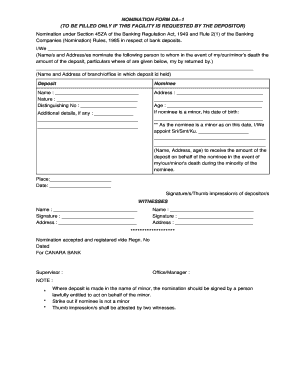 NOMINATION FORM DA-1
(TO BE FILLED ONLY IF THIS FACILITY IS REQUESTED BY THE DEPOSITOR)
Nomination under Section 45ZA of the Banking Regulation Act, 1949 and Rule 2(1) of the Banking
Companies (Nomination) Rules, 1985 in respect of bank deposits.
I/We
(Name/s and Address/es nominate the following person to whom in the event of my/our/minor's death the
amount of the deposit, particulars where of are given below, my by returned by.)
(Name and Address of branch/office in which deposit is held)
Deposit Nominee
Name : Address :
Nature :
Distinguishing No : Age :
Additional details, if any : If nominee is a minor, his date of birth :
** As the nominee is a minor as on this date, I/We
appoint Sri/Smt/Ku.
(Name, Address, age) to receive the amount of the
deposit on behalf of the nominee in the event of
my/our/minor's death during the minority of the
nominee.
Place:
Date:
Signature/s/Thumb impressions of depositor/s
WITNESSES
Name : Name :
Signature : Signature :
Address : Address :
*******************
Nomination accepted and registered vide Regn. No
Dated
For CANARA BANK
Supervisor : Office/Manager :
NOTE :
* Where deposit is made in the name of minor, the nomination should be signed by a person
lawfully entitled to act on behalf of the minor.
* Strike out if nominee is not a minor
* Thumb impression/s shall be attested by two witnesses.